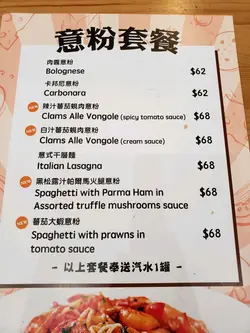 意粉套餐
肉醬意粉
Bolognese $62
卡邦尼意粉
Carbonara $62
NEW 辣汁蕃茄蜆肉意粉
Clams Alle Vongole (spicy tomato sauce) $68
NEW 白汁蕃茄蜆肉意粉
Clams Alle Vongole (cream sauce) $68
意式千層麵
Italian Lasagna $68
NEW 黑松露汁帕爾馬火腿意粉
Spaghetti with Parma Ham in $68
Assorted truffle mushrooms sauce
NEW 蕃茄大蝦意粉
Spaghetti with prawns in $68
tomato sauce
- 以上套餐奉送汽水1罐 -